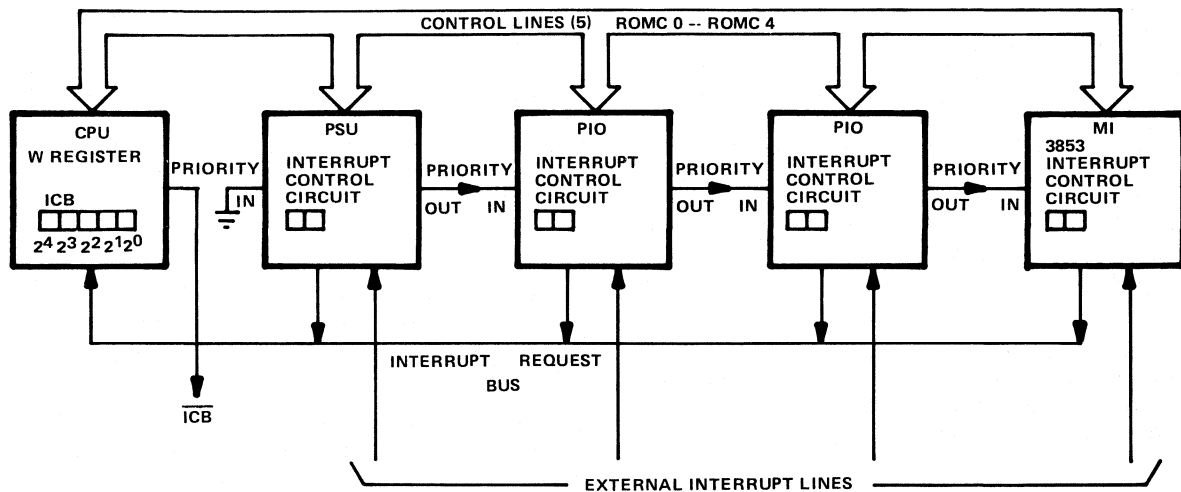 CONTROL LINES (5) ROMC 0 -- ROMC 4
CPU
W REGISTER
ICB
2⁴ 2³ 2² 2¹ 2⁰
PRIORITY
IN
PSU
INTERRUPT
CONTROL
CIRCUIT
PRIORITY
OUT IN
PIO
INTERRUPT
CONTROL
CIRCUIT
PRIORITY
OUT IN
PIO
INTERRUPT
CONTROL
CIRCUIT
PRIORITY
OUT IN
MI
3853
INTERRUPT
CONTROL
CIRCUIT
INTERRUPT REQUEST
BUS
I̅C̅B̅
EXTERNAL INTERRUPT LINES